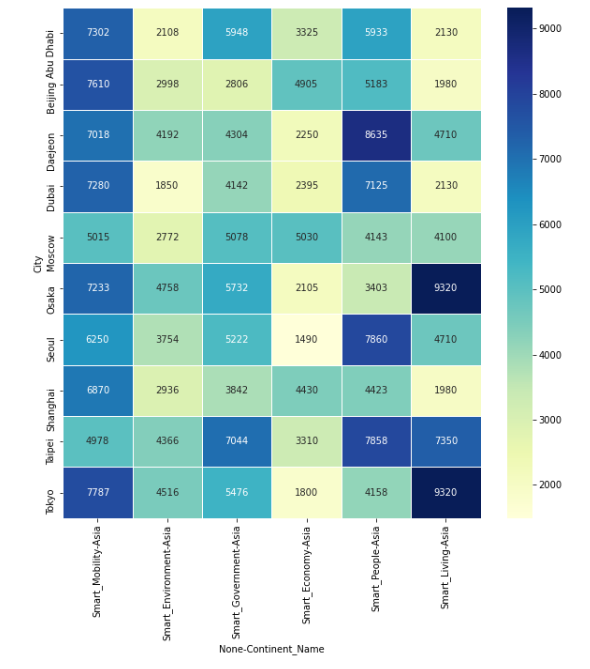 Abu Dhabi 7302 2108 5948 3325 5933 2130
Beijing 7610 2998 2806 4905 5183 1980
Daejeon 7018 4192 4304 2250 8635 4710
Dubai 7280 1850 4142 2395 7125 2130
Moscow 5015 2772 5078 5030 4143 4100
Osaka 7233 4758 5732 2105 3403 9320
Seoul 6250 3754 5222 1490 7860 4710
Shanghai 6870 2936 3842 4430 4423 1980
Taipei 4978 4366 7044 3310 7858 7350
Tokyo 7787 4516 5476 1800 4158 9320
City
Smart_Mobility-Asia
Smart_Environment-Asia
Smart_Government-Asia
Smart_Economy-Asia
Smart_People-Asia
Smart_Living-Asia
None-Continent_Name
9000
8000
7000
6000
5000
4000
3000
2000